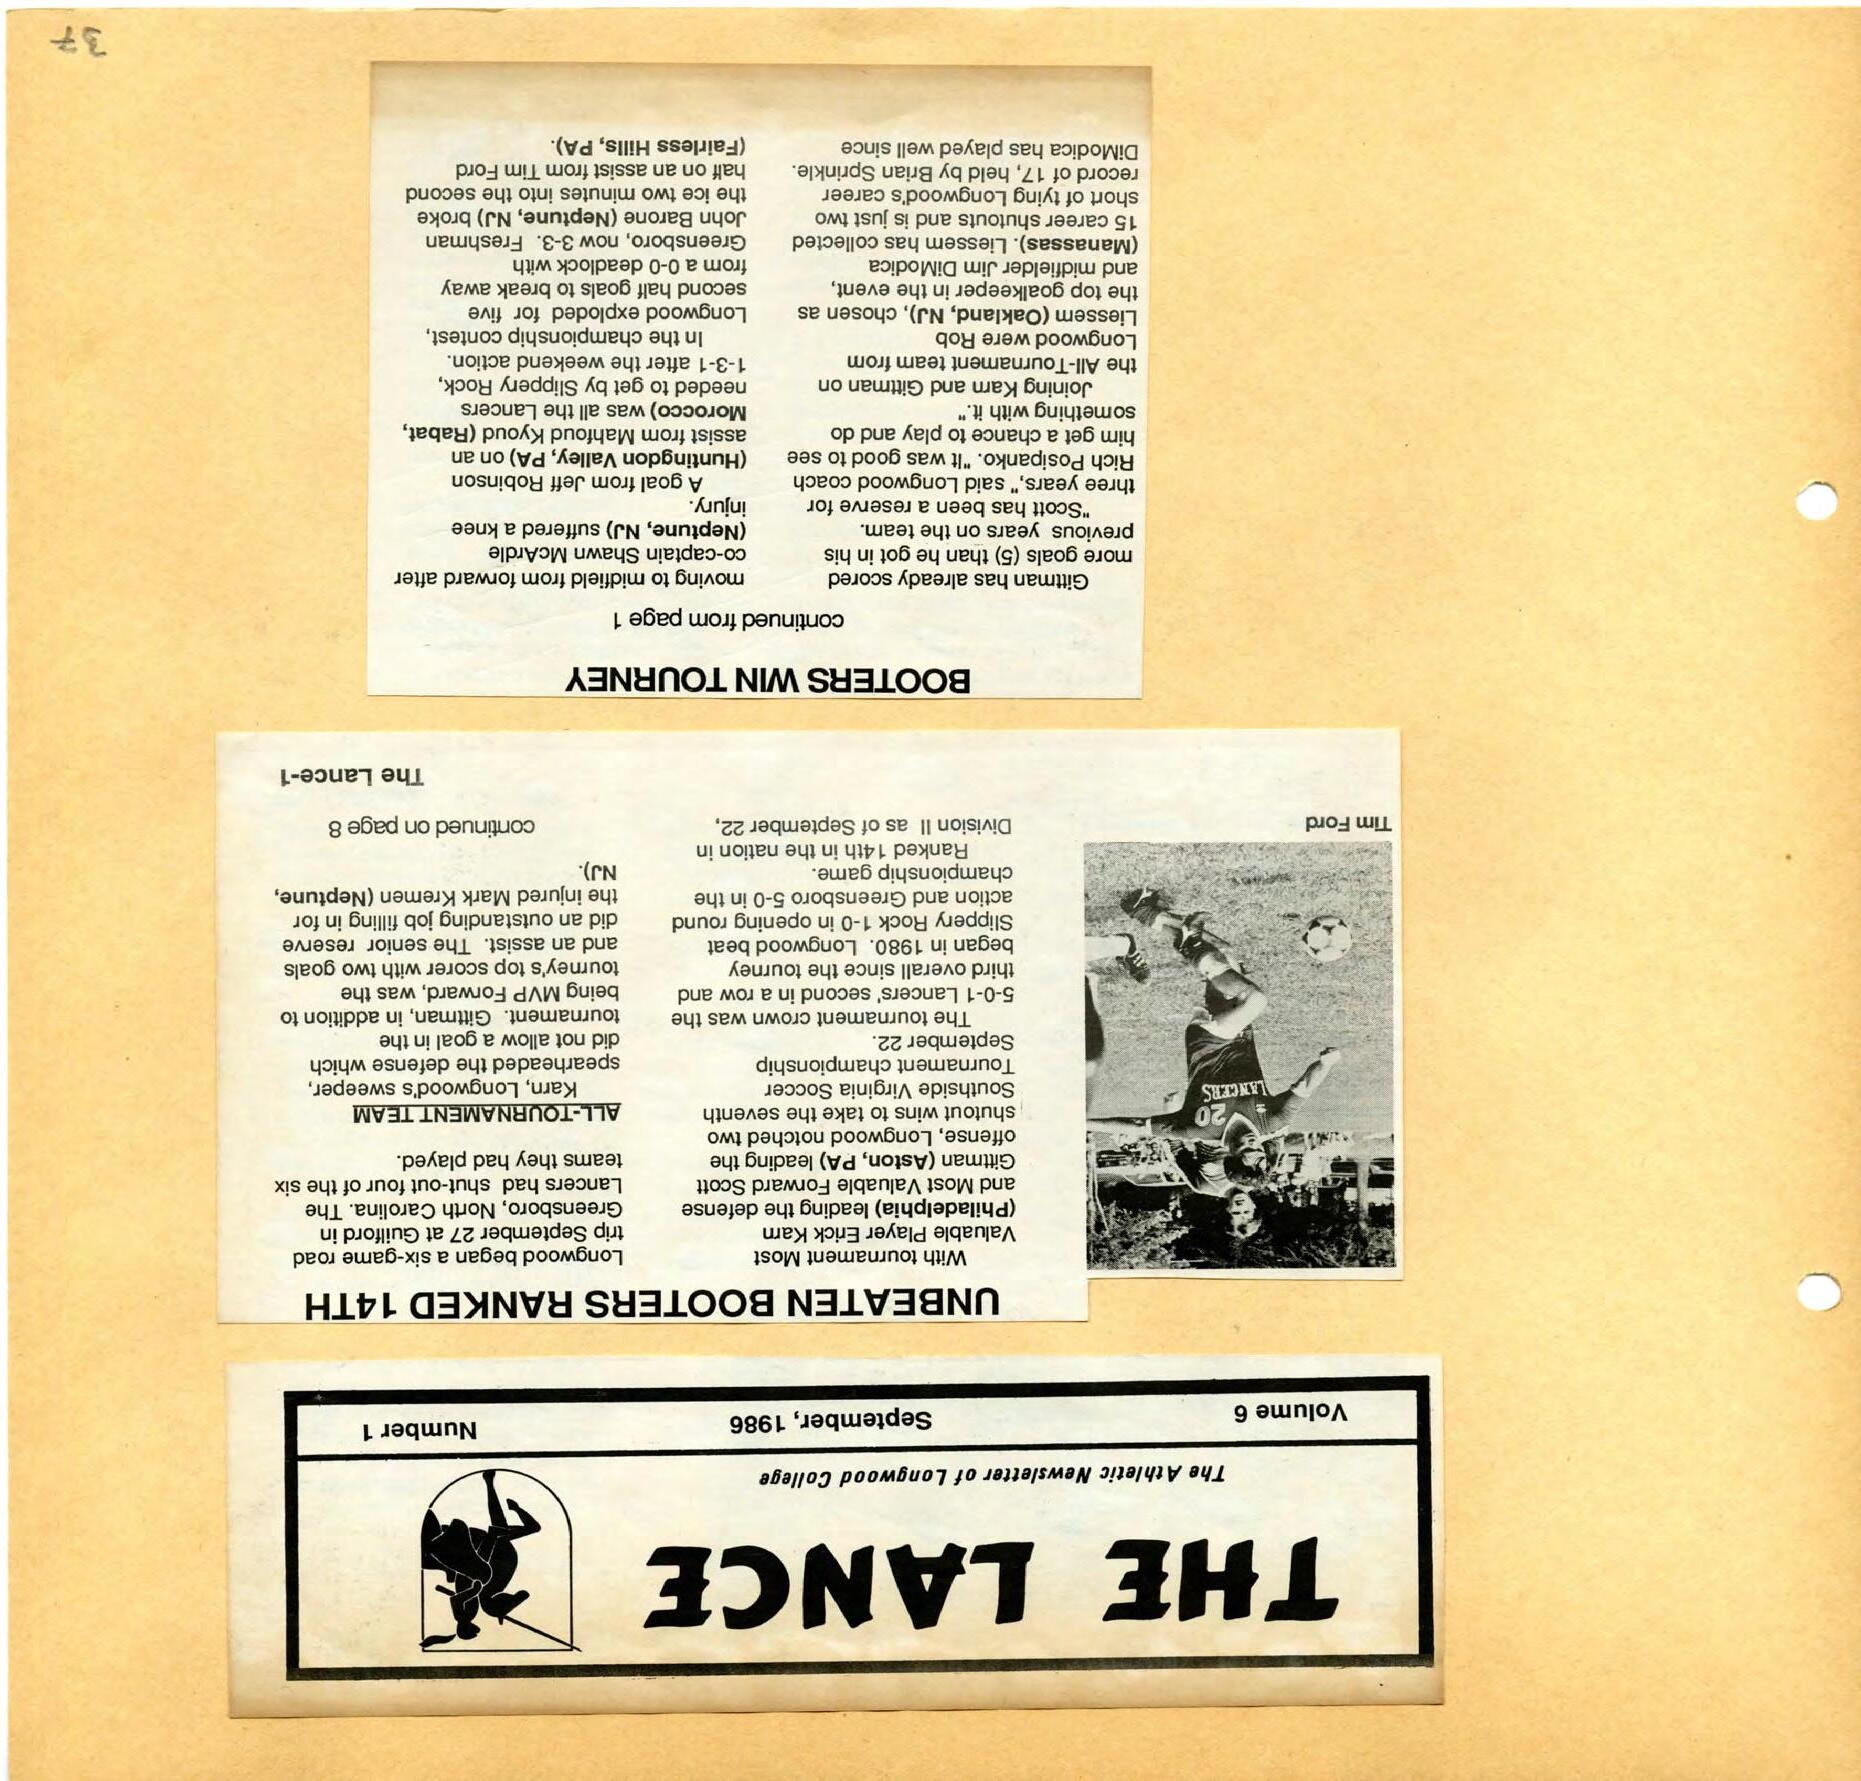 THE LANCE
The Athletic Newsletter of Longwood College
Volume 6
September, 1986
Number 1
UNBEATEN BOOTERS RANKED 14TH
LANCERS
20
Tim Ford
With tournament Most
Valuable Player Erick Karn
(Philadelphia) leading the defense
and Most Valuable Forward Scott
Gittman (Aston, PA) leading the
offense, Longwood notched two
shutout wins to take the seventh
Southside Virginia Soccer
Tournament championship
September 22.
The tournament crown was the
5-0-1 Lancers' second in a row and
third overall since the tourney
began in 1980. Longwood beat
Slippery Rock 1-0 in opening round
action and Greensboro 5-0 in the
championship game.
Ranked 14th in the nation in
Division II as of September 22,
Longwood began a six-game road
trip September 27 at Guilford in
Greensboro, North Carolina. The
Lancers had shut-out four of the six
teams they had played.
ALL-TOURNAMENT TEAM
Karn, Longwood's sweeper,
spearheaded the defense which
did not allow a goal in the
tournament. Gittman, in addition to
being MVP Forward, was the
tourney's top scorer with two goals
and an assist. The senior reserve
did an outstanding job filling in for
the injured Mark Kremen (Neptune,
NJ).
continued on page 8
The Lance-1
BOOTERS WIN TOURNEY
continued from page 1
Gittman has already scored
more goals (5) than he got in his
previous years on the team.
"Scott has been a reserve for
three years," said Longwood coach
Rich Posipanko. "It was good to see
him get a chance to play and do
something with it."
Joining Karn and Gittman on
the All-Tournament team from
Longwood were Rob
Liessem (Oakland, NJ), chosen as
the top goalkeeper in the event,
and midfielder Jim DiModica
(Manassas). Liessem has collected
15 career shutouts and is just two
short of tying Longwood's career
record of 17, held by Brian Sprinkle.
DiModica has played well since
moving to midfield from forward after
co-captain Shawn McArdle
(Neptune, NJ) suffered a knee
injury.
A goal from Jeff Robinson
(Huntingdon Valley, PA) on an
assist from Mahfoud Kyoud (Rabat,
Morocco) was all the Lancers
needed to get by Slippery Rock,
1-3-1 after the weekend action.
In the championship contest,
Longwood exploded for five
second half goals to break away
from a 0-0 deadlock with
Greensboro, now 3-3. Freshman
John Barone (Neptune, NJ) broke
the ice two minutes into the second
half on an assist from Tim Ford
(Fairless Hills, PA).
37